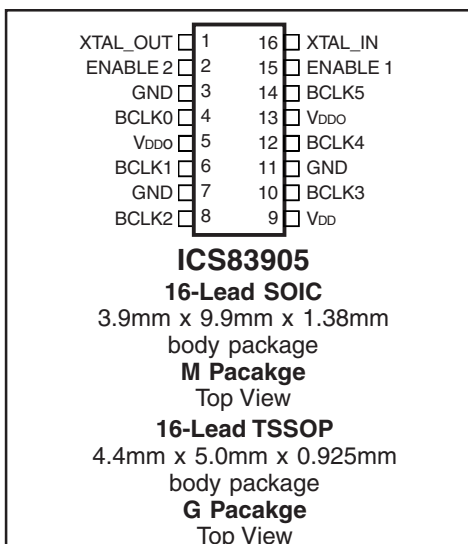 XTAL_OUT 1 16 XTAL_IN
ENABLE 2 2 15 ENABLE 1
GND 3 14 BCLK5
BCLK0 4 13 VDDO
VDDO 5 12 BCLK4
BCLK1 6 11 GND
GND 7 10 BCLK3
BCLK2 8 9 VDD
ICS83905
16-Lead SOIC
3.9mm x 9.9mm x 1.38mm
body package
M Pacakge
Top View
16-Lead TSSOP
4.4mm x 5.0mm x 0.925mm
body package
G Pacakge
Top View